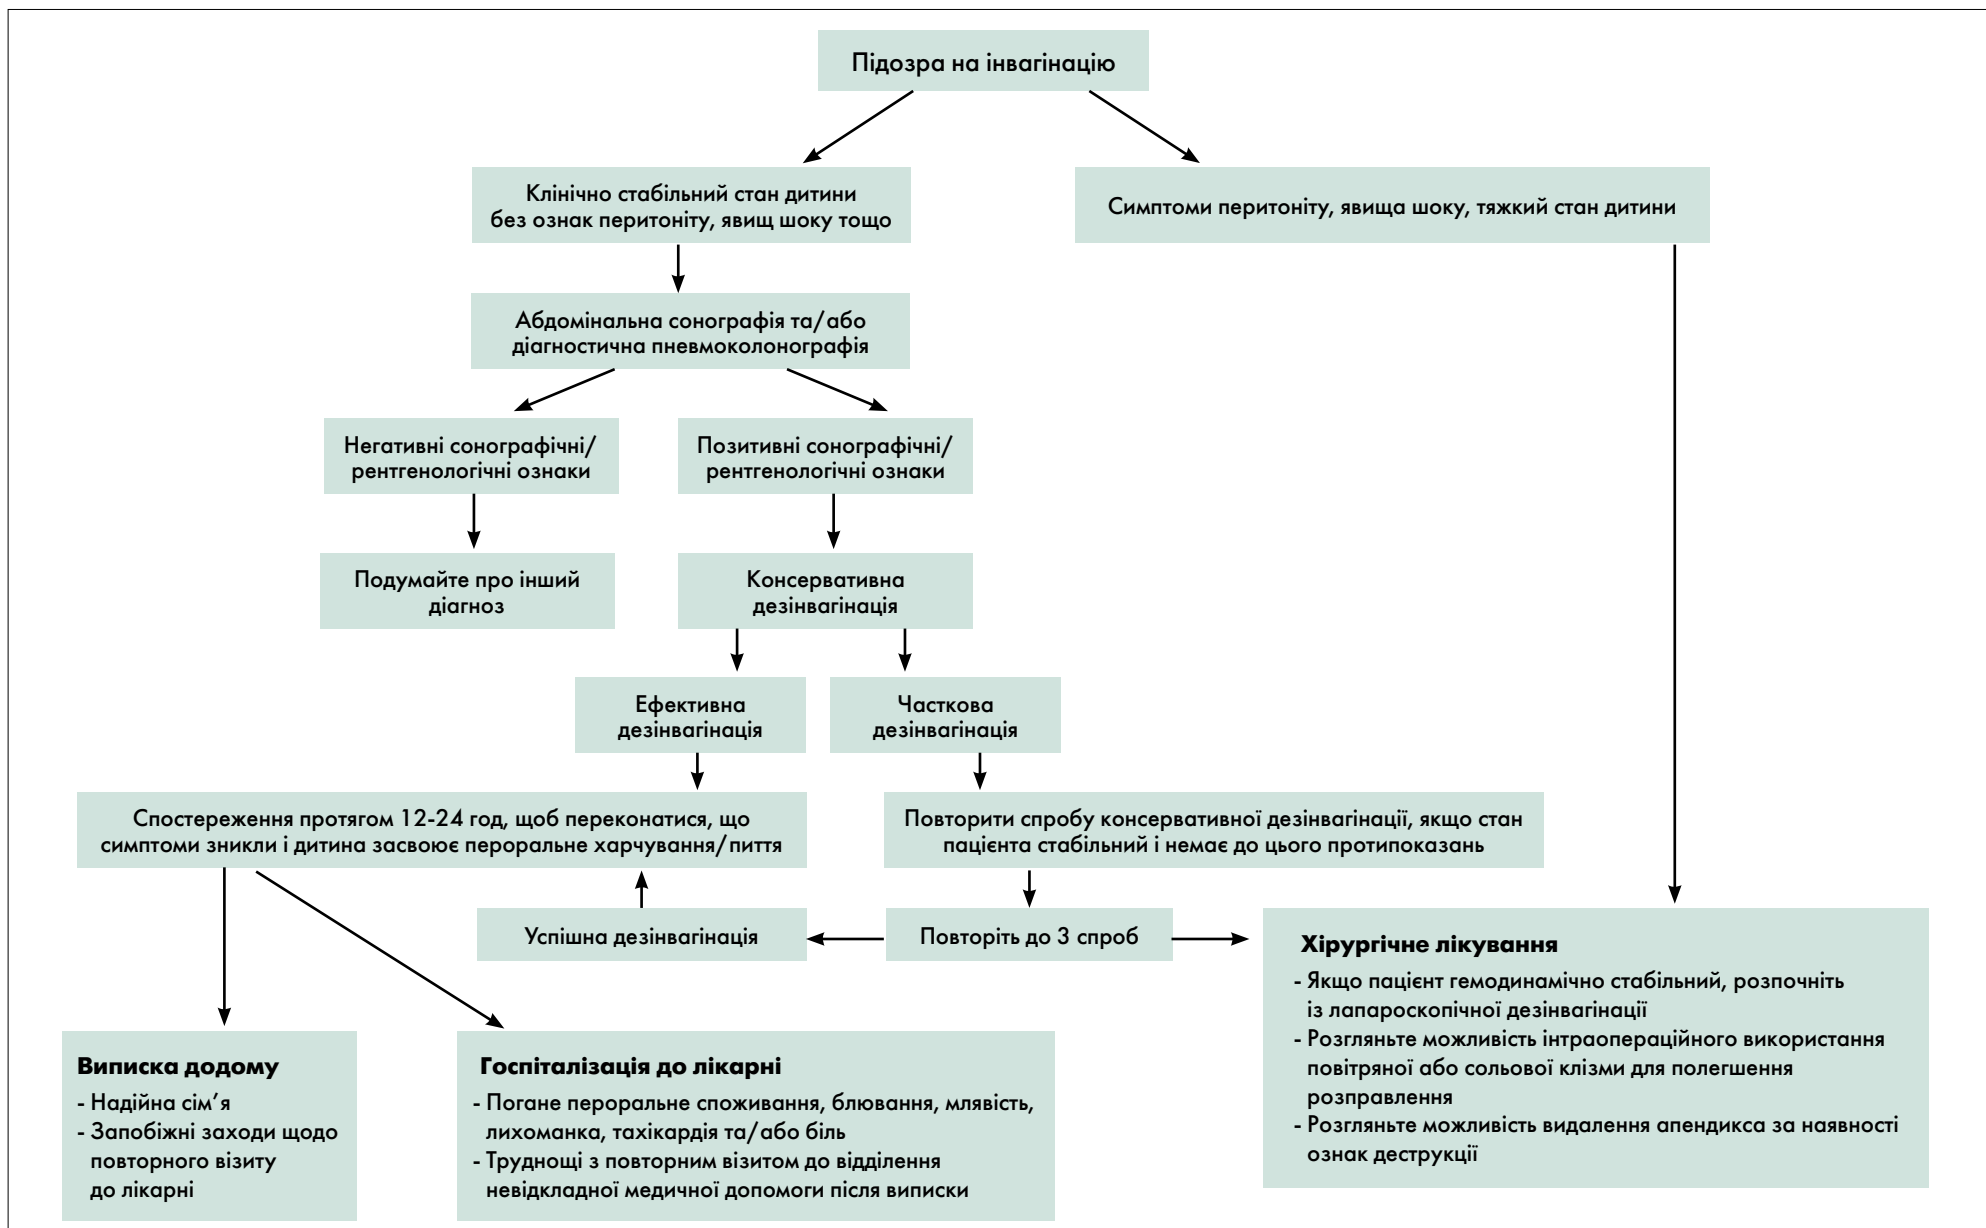 Підозра на інвагінацію
Клінічно стабільний стан дитини
без ознак перитоніту, явищ шоку тощо
Симптоми перитоніту, явища шоку, тяжкий стан дитини
Абдомінальна сонографія та/або
діагностична пневмоколонографія
Негативні сонографічні/
рентгенологічні ознаки
Позитивні сонографічні/
рентгенологічні ознаки
Подумайте про інший
діагноз
Консервативна
дезінвагінація
Ефективна
дезінвагінація
Часткова
дезінвагінація
Спостереження протягом 12-24 год, щоб переконатися, що
симптоми зникли і дитина засвоює пероральне харчування/пиття
Повторити спробу консервативної дезінвагінації, якщо стан
пацієнта стабільний і немає до цього протипоказань
Успішна дезінвагінація
Повторіть до 3 спроб
Хірургічне лікування
- Якщо пацієнт гемодинамічно стабільний, розпочніть
із лапароскопічної дезінвагінації
- Розгляньте можливість інтраопераційного використання
повітряної або сольової клізми для полегшення
розправлення
- Розгляньте можливість видалення апендикса за наявності
ознак деструкції
Виписка додому
- Надійна сім’я
- Запобіжні заходи щодо
повторного візиту
до лікарні
Госпіталізація до лікарні
- Погане пероральне споживання, блювання, млявість,
лихоманка, тахікардія та/або біль
- Труднощі з повторним візитом до відділення
невідкладної медичної допомоги після виписки